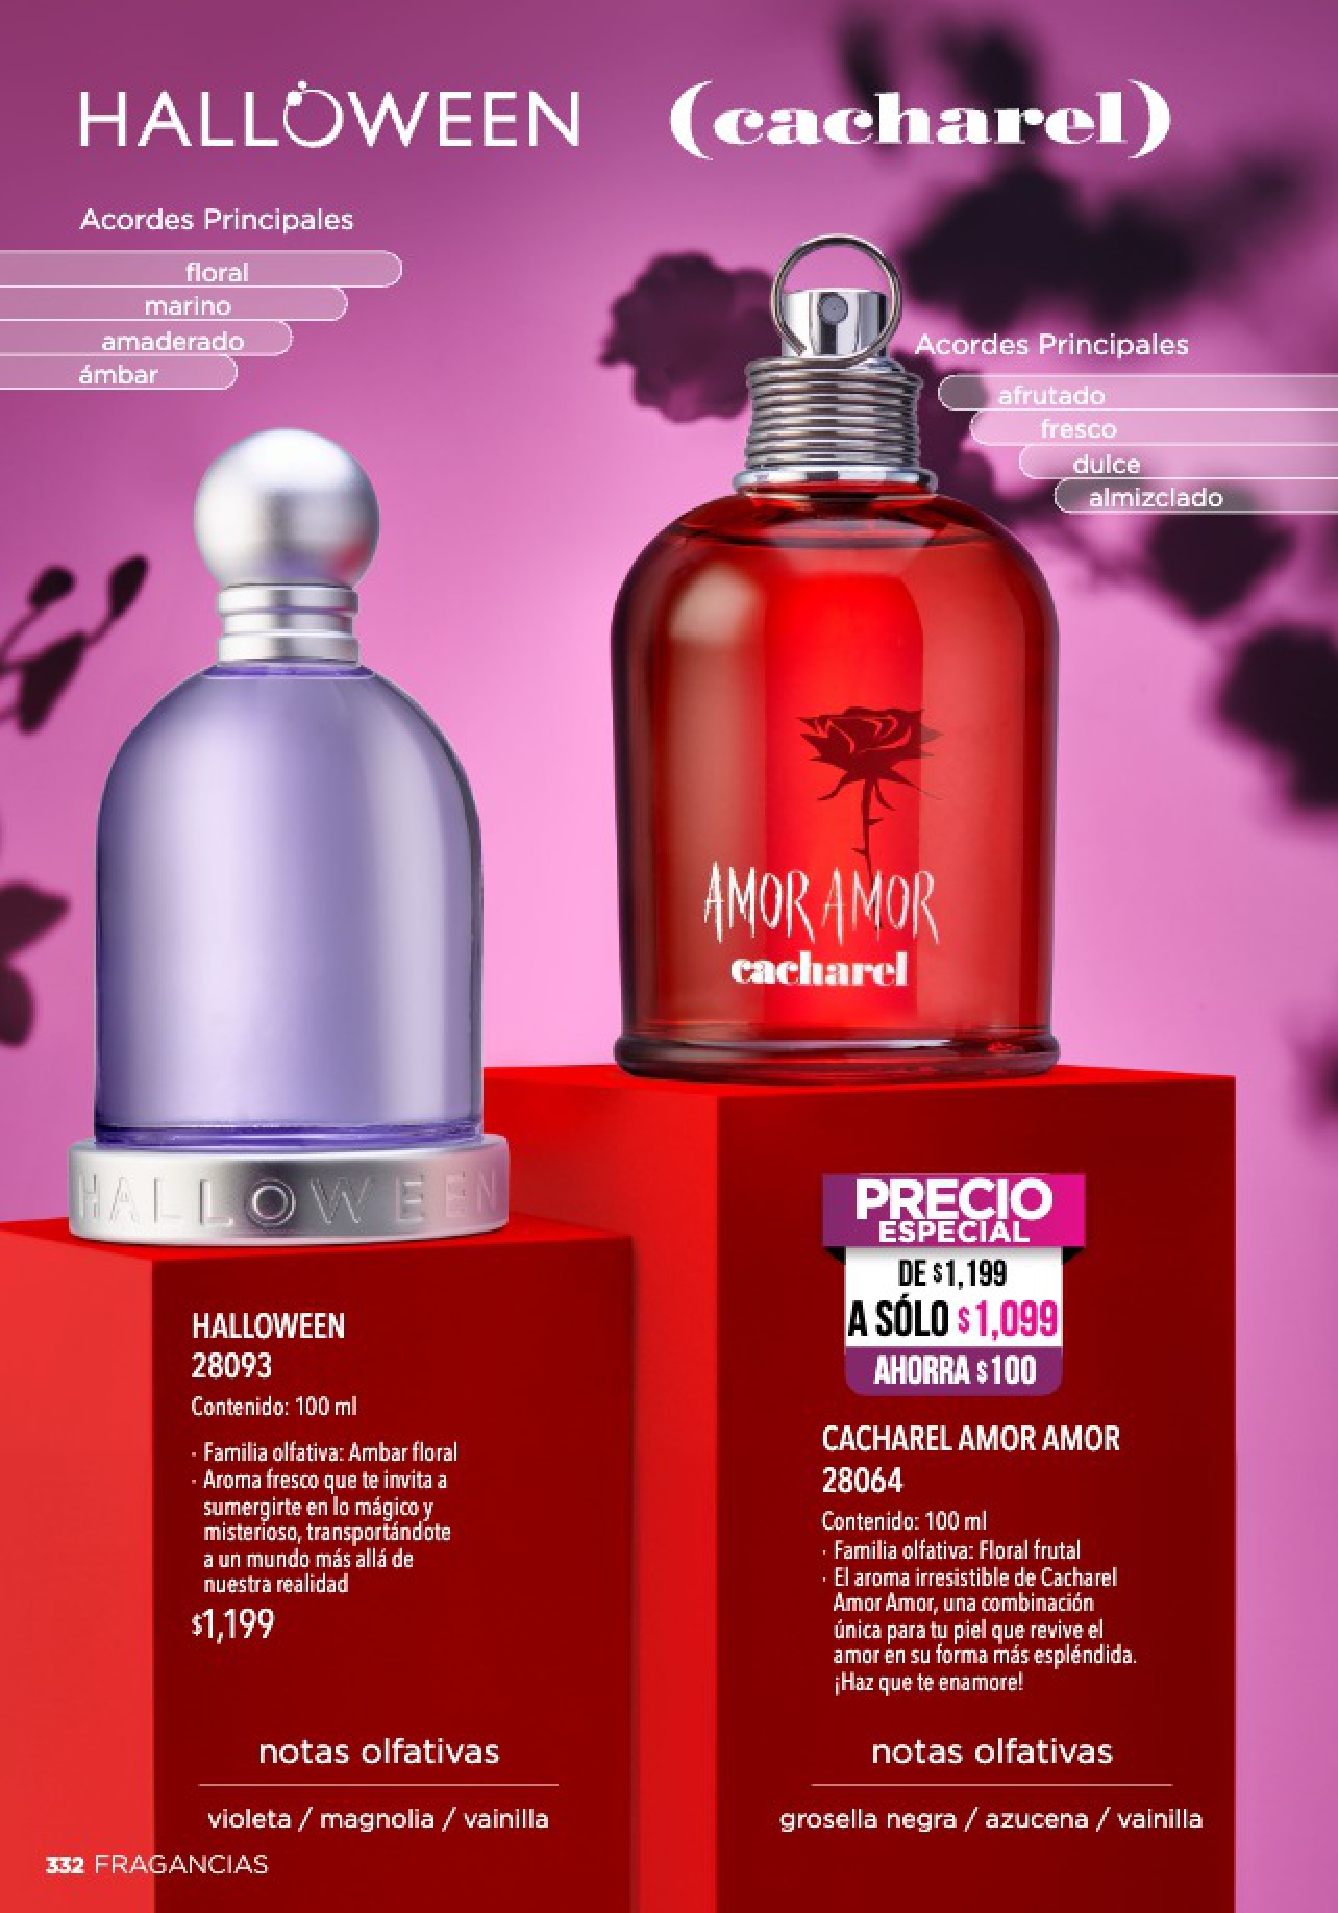 HALLOWEEN
(cacharel)
Acordes Principales
floral
marino
amaderado
ámbar
Acordes Principales
afrutado
fresco
dulce
almizclado
AMOR AMOR
cacharel
HALLOWEEN
HALLOWEEN
28093
Contenido: 100 ml
· Familia olfativa: Ambar floral
· Aroma fresco que te invita a
sumergirte en lo mágico y
misterioso, transportándote
a un mundo más allá de
nuestra realidad
$1,199
notas olfativas
violeta / magnolia / vainilla
PRECIO
ESPECIAL
DE $1,199
A SÓLO $1,099
AHORRA $100
CACHAREL AMOR AMOR
28064
Contenido: 100 ml
· Familia olfativa: Floral frutal
· El aroma irresistible de Cacharel
Amor Amor, una combinación
única para tu piel que revive el
amor en su forma más espléndida.
¡Haz que te enamore!
notas olfativas
grosella negra / azucena / vainilla
332 FRAGANCIAS